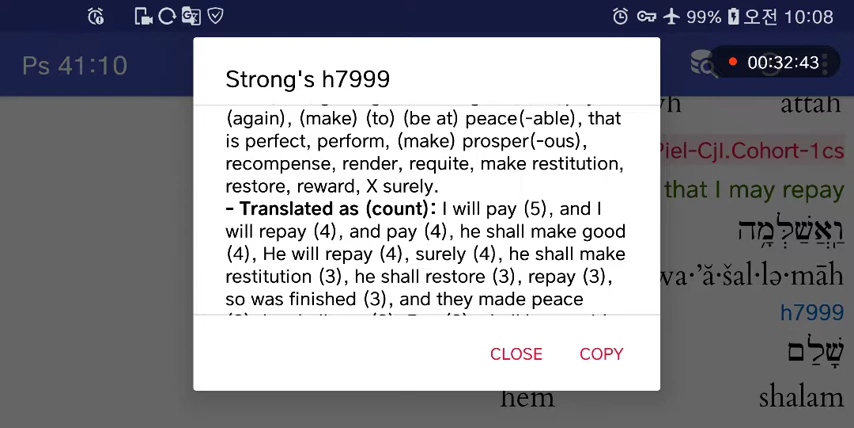 99% 오전 10:08
Ps 41:10
00:32:43
Strong's h7999
attah
(again), (make) (to) (be at) peace(-able), that
is perfect, perform, (make) prosper(-ous),
recompense, render, requite, make restitution,
restore, reward, X surely.
- Translated as (count): I will pay (5), and I
will repay (4), and pay (4), he shall make good
(4), He will repay (4), surely (4), he shall make
restitution (3), he shall restore (3), repay (3),
so was finished (3), and they made peace
CLOSE COPY
Piel-CjI.Cohort-1cs
that I may repay
וַֽאֲשַׁלְּמָ֥ה
wa·'ă·šal·lə·māh
h7999
שָׁלַם
hem shalam